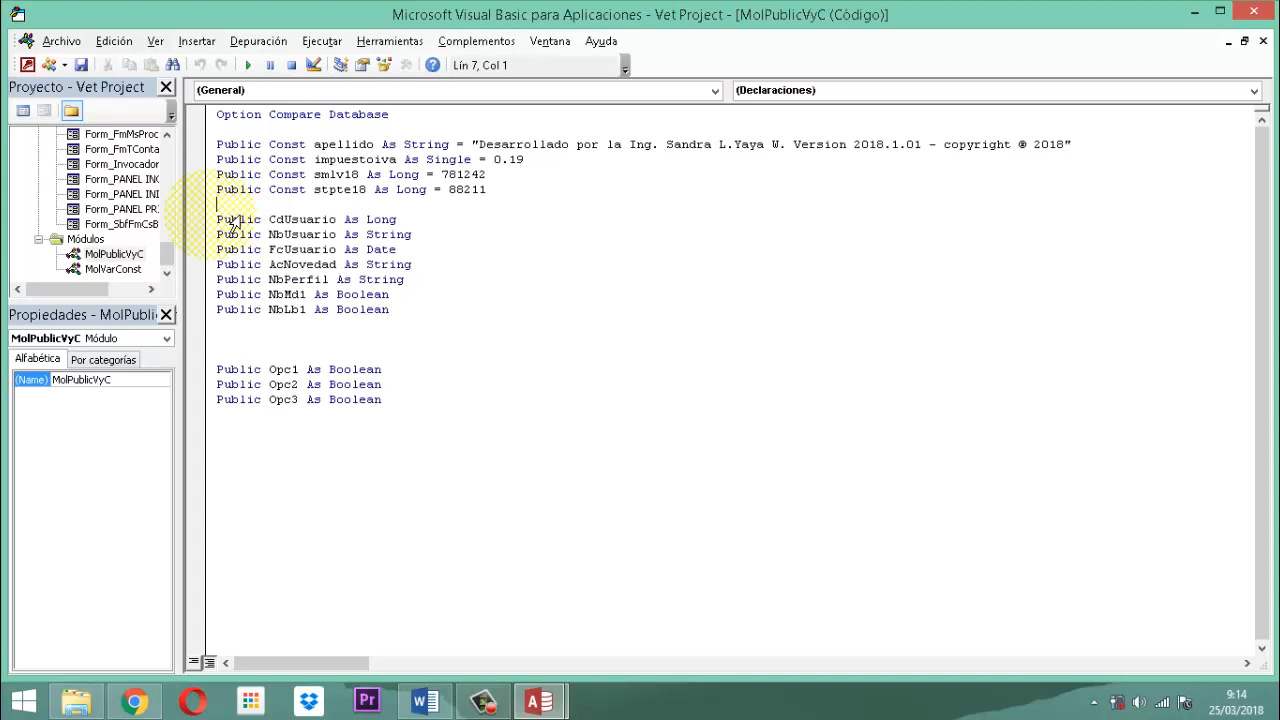 Microsoft Visual Basic para Aplicaciones - Vet Project - [MolPublicVyC (Código)]
Archivo Edición Ver Insertar Formato Depuración Ejecutar Herramientas Complementos Ventana Ayuda
Lín 7, Col 1
Proyecto - Vet Project
(General) (Declaraciones)
Form_FmMsProc
Form_FmTConta
Form_Invocador
Form_PANEL INC
Form_PANEL INI
Form_PANEL PR
Form_SbfFmCsB
Módulos
MolPublicVyC
MolVarConst
Propiedades - MolPubli
MolPublicVyC Módulo
Alfabética Por categorías
(Name) MolPublicVyC
Option Compare Database
Public Const apellido As String = "Desarrollado por la Ing. Sandra L.Yaya W. Version 2018.1.01 - copyright @ 2018"
Public Const impuestoiva As Single = 0.19
Public Const smlv18 As Long = 781242
Public Const stpte18 As Long = 88211
Public CdUsuario As Long
Public NbUsuario As String
Public FcUsuario As Date
Public AcNovedad As String
Public NbPerfil As String
Public NbMd1 As Boolean
Public NbLb1 As Boolean
Public Opc1 As Boolean
Public Opc2 As Boolean
Public Opc3 As Boolean
Pr
9:14
25/03/2018